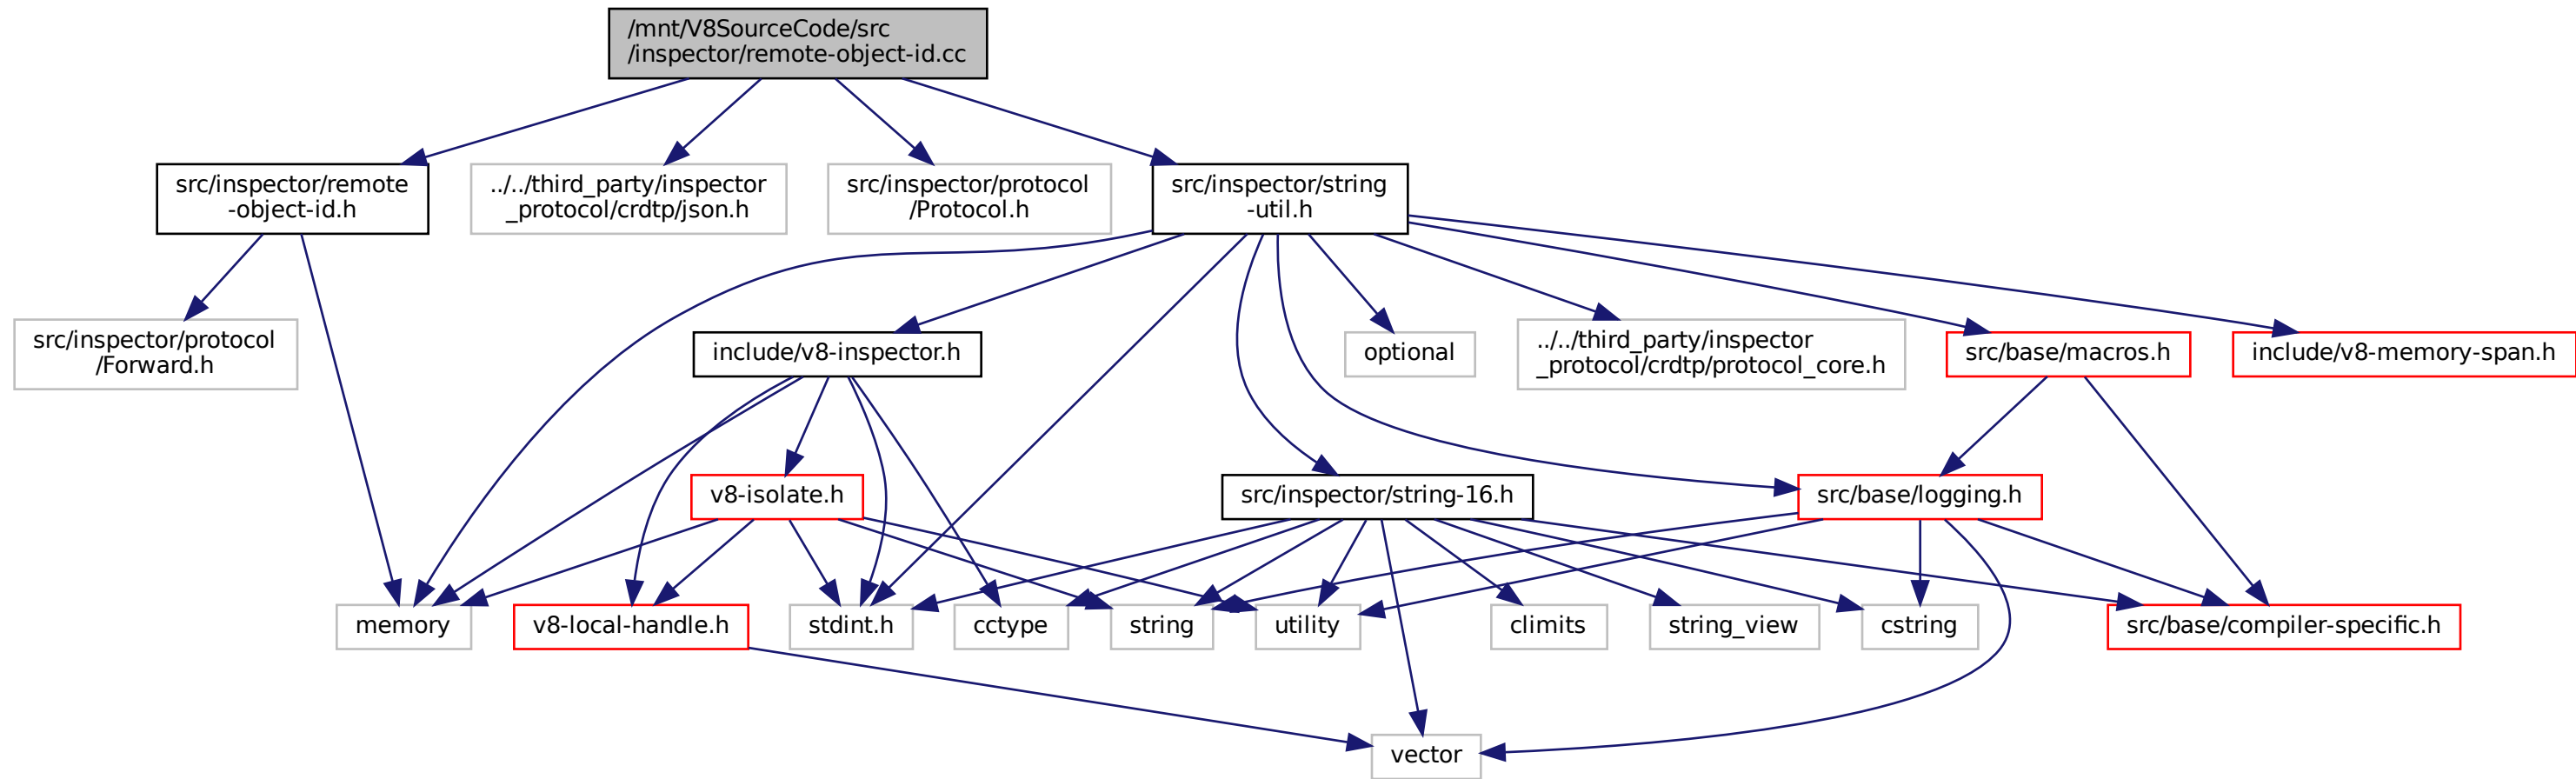 /mnt/V8SourceCode/src
/inspector/remote-object-id.cc
src/inspector/remote
-object-id.h
../../third_party/inspector
_protocol/crdtp/json.h
src/inspector/protocol
/Protocol.h
src/inspector/string
-util.h
src/inspector/protocol
/Forward.h
include/v8-inspector.h
optional
../../third_party/inspector
_protocol/crdtp/protocol_core.h
src/base/macros.h
include/v8-memory-span.h
v8-isolate.h
src/inspector/string-16.h
src/base/logging.h
memory
v8-local-handle.h
stdint.h
cctype
string
utility
climits
string_view
cstring
src/base/compiler-specific.h
vector